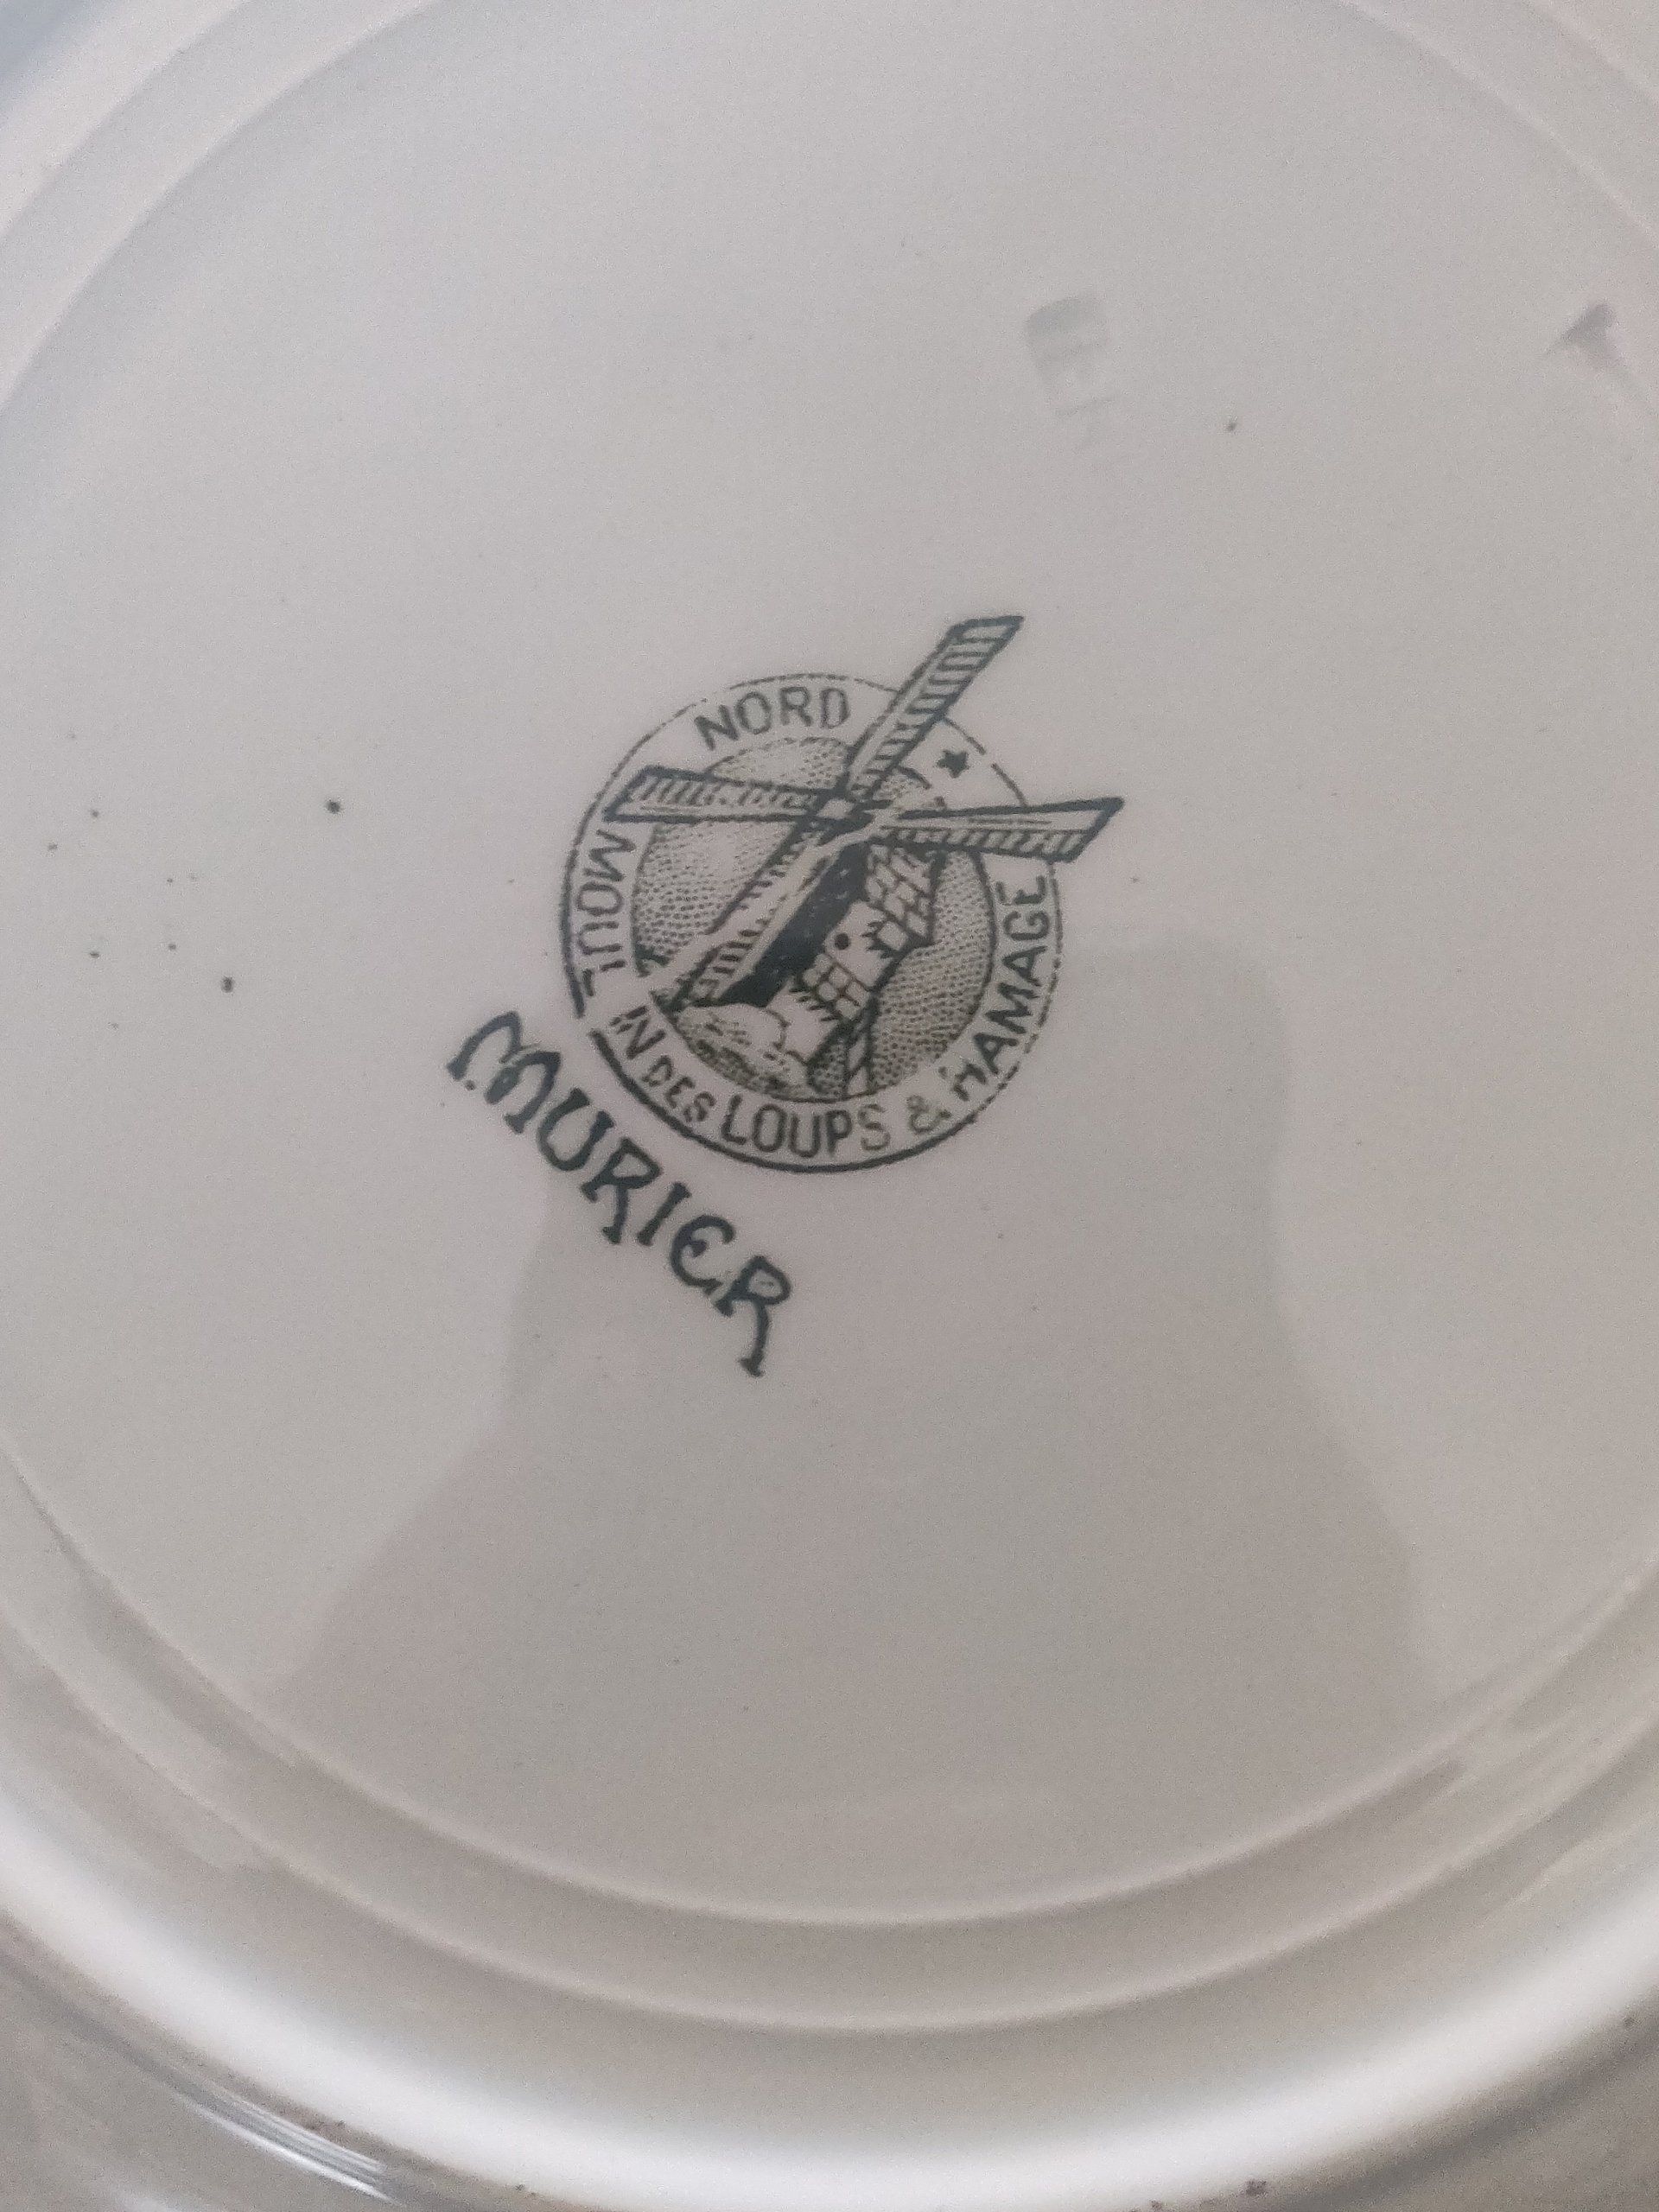 NORD ★
MOULIN DES LOUPS & HAMAGE
MURIER